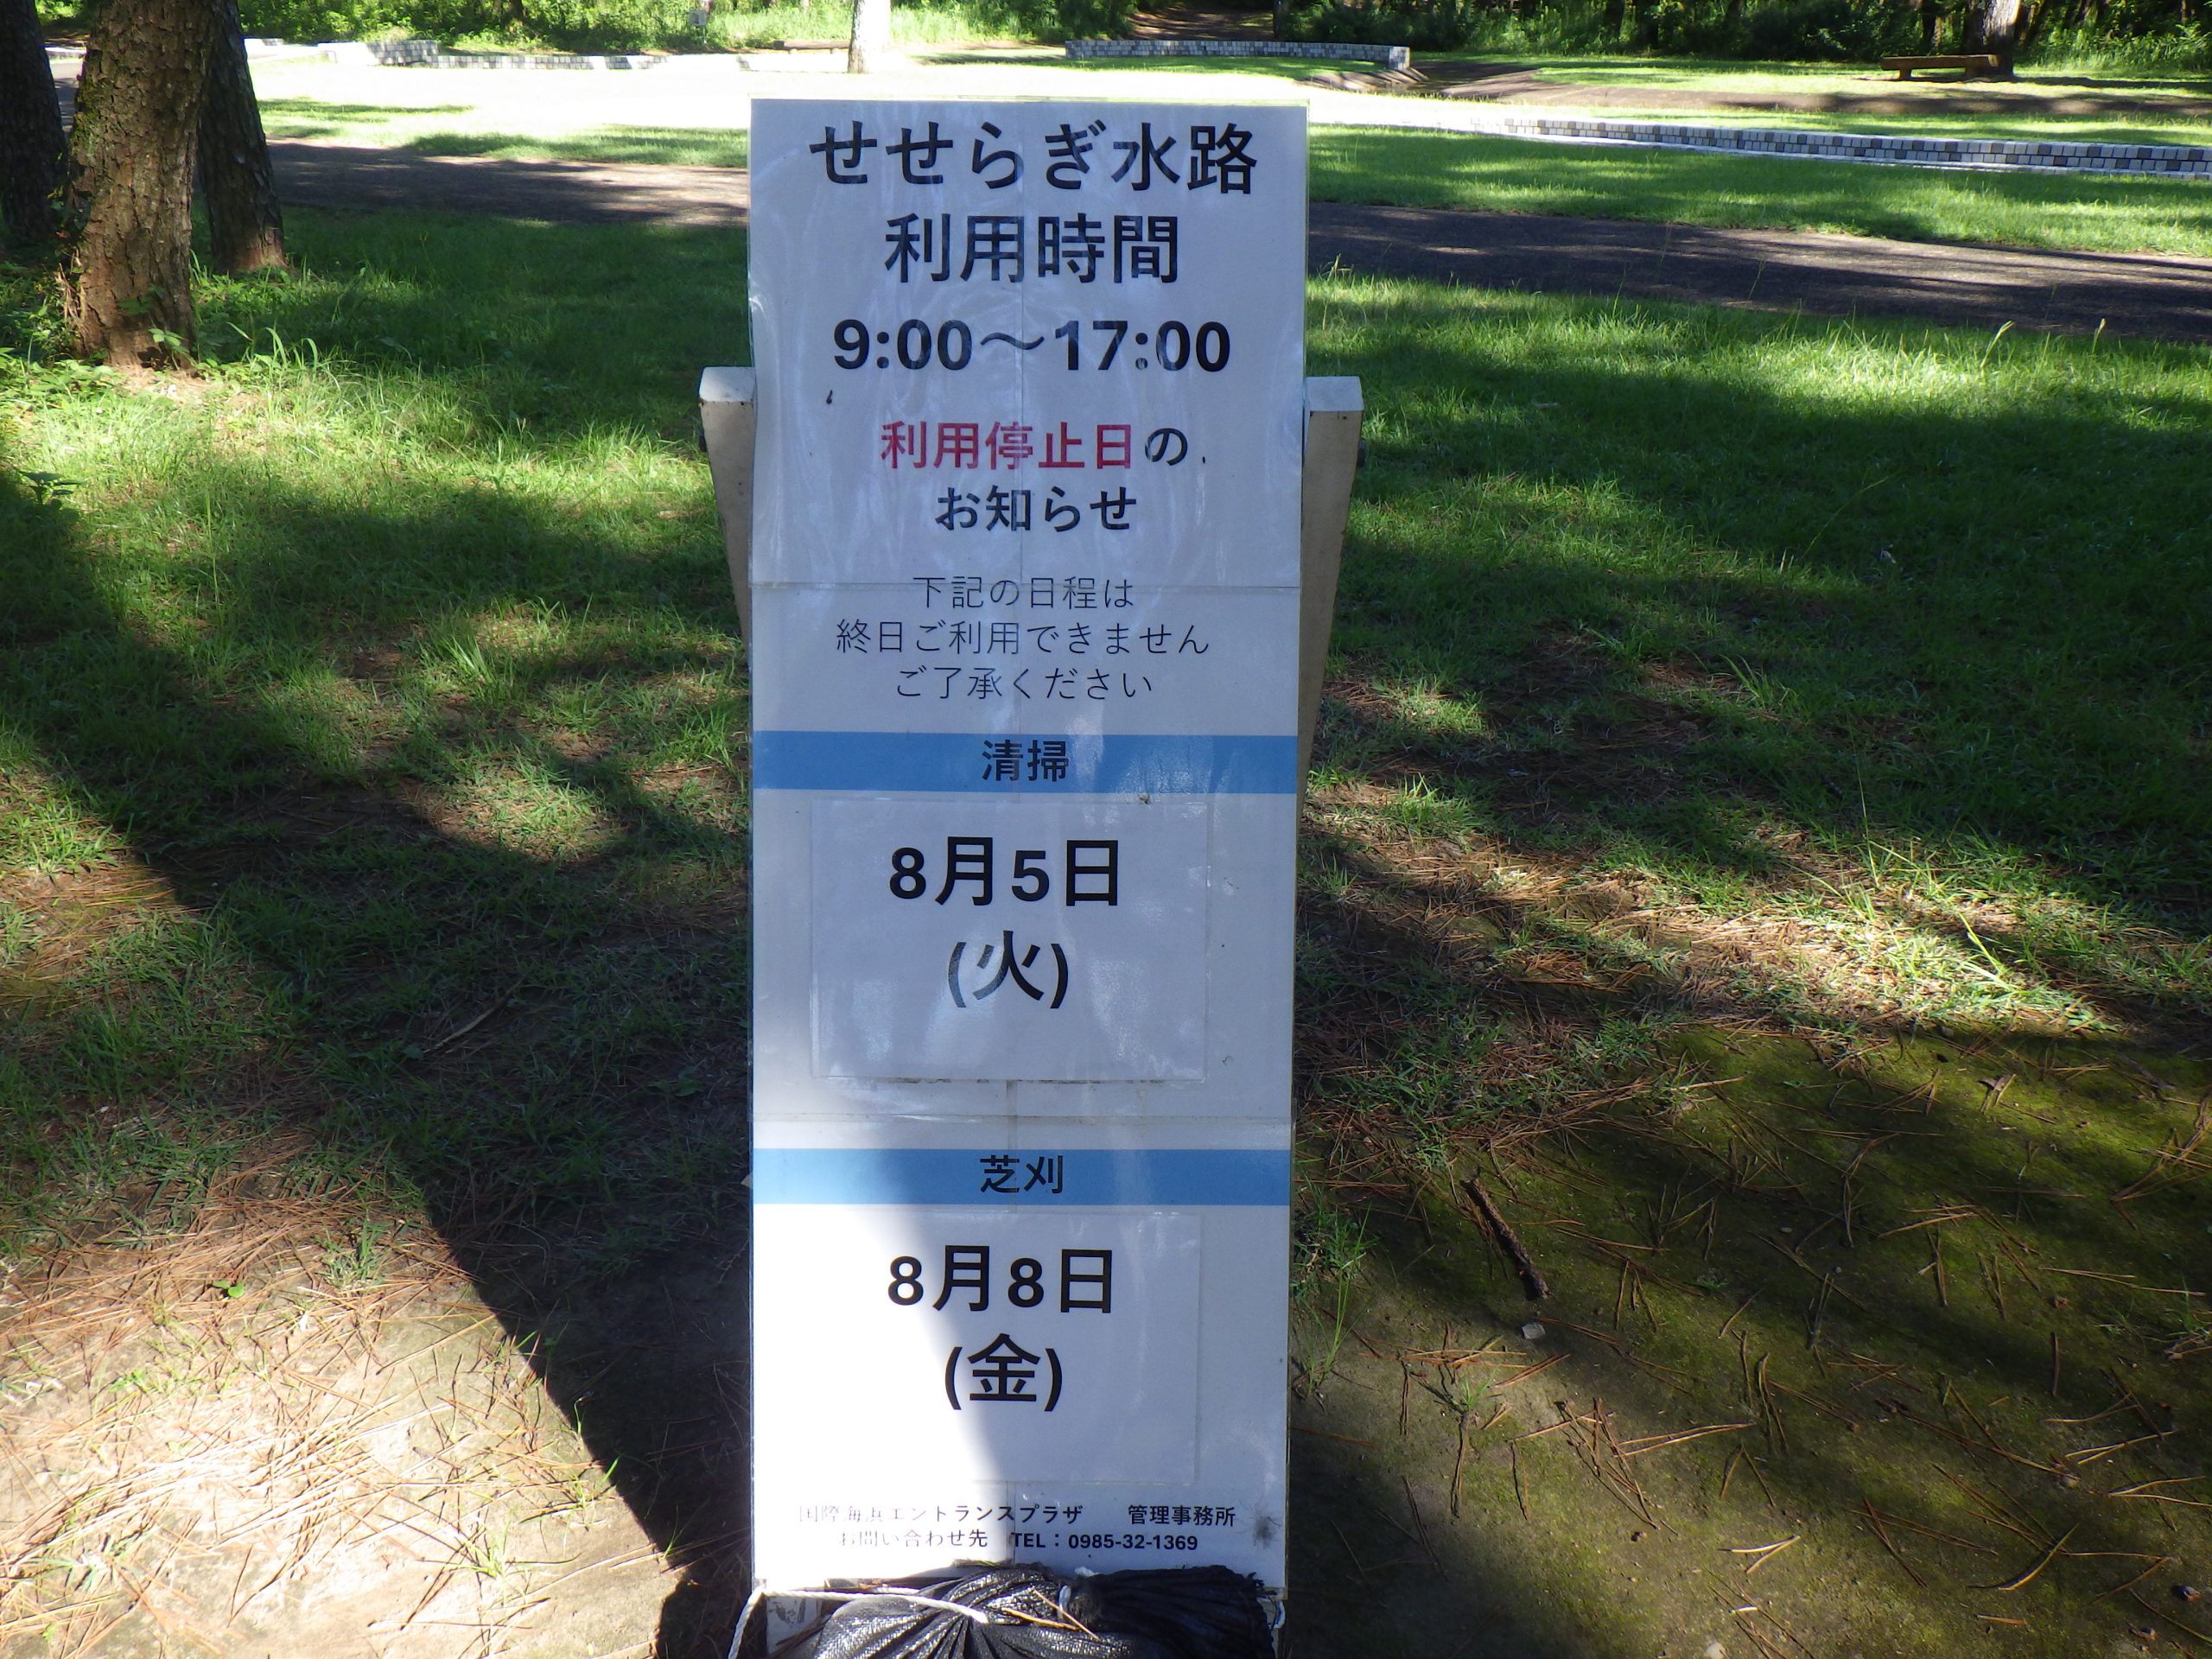 せせらぎ水路
利用時間
9:00～17:00
利用停止日の
お知らせ
下記の日程は
終日ご利用できません
ご了承ください
清掃
8月5日
(火)
芝刈
8月8日
(金)
国際海浜エントランスプラザ　管理事務所
お問い合わせ先　TEL：0985-32-1369